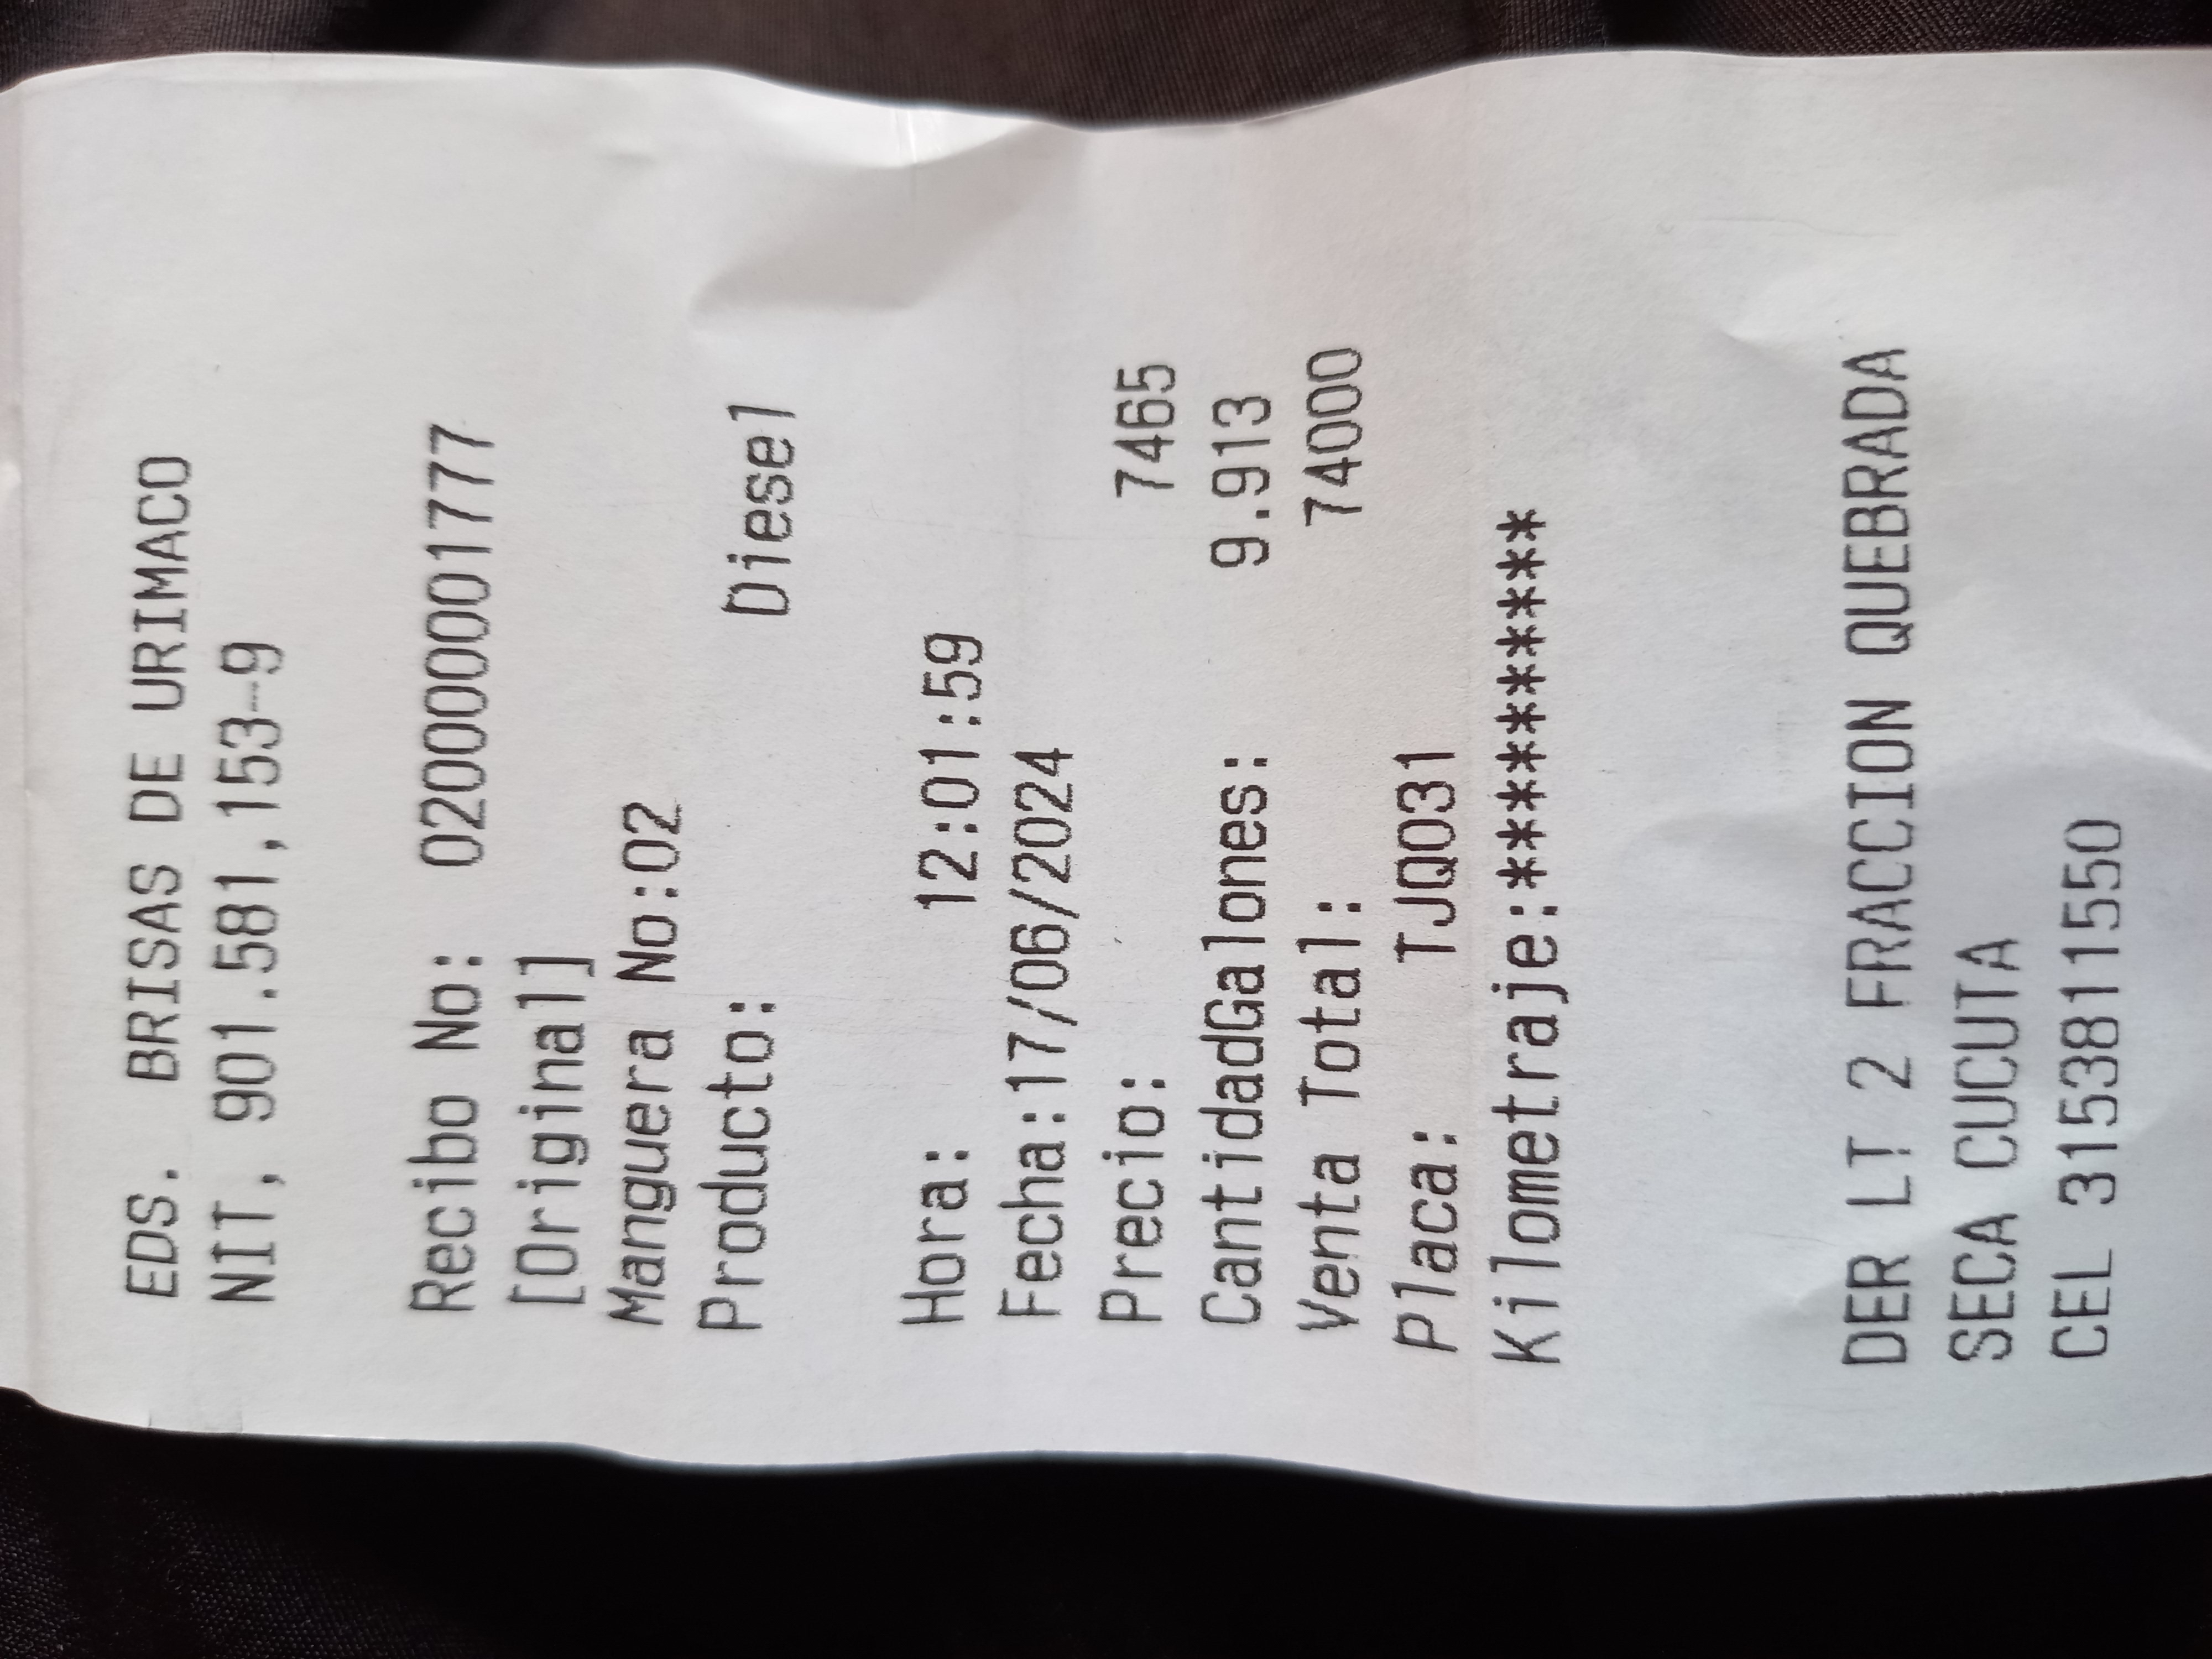 EDS. BRISAS DE URIMACO
NIT, 901.581,153-9
Recibo No: 0200001777
[Original]
Manguera No:02
Producto: Diesel
Hora: 12:01:59
Fecha:17/06/2024
Precio: 7465
CantidadGalones: 9.913
Venta Total: 74000
Placa: TJQ031
Kilometraje:***********
DER LT 2 FRACCION QUEBRADA
SECA CUCUTA
CEL 3153811550